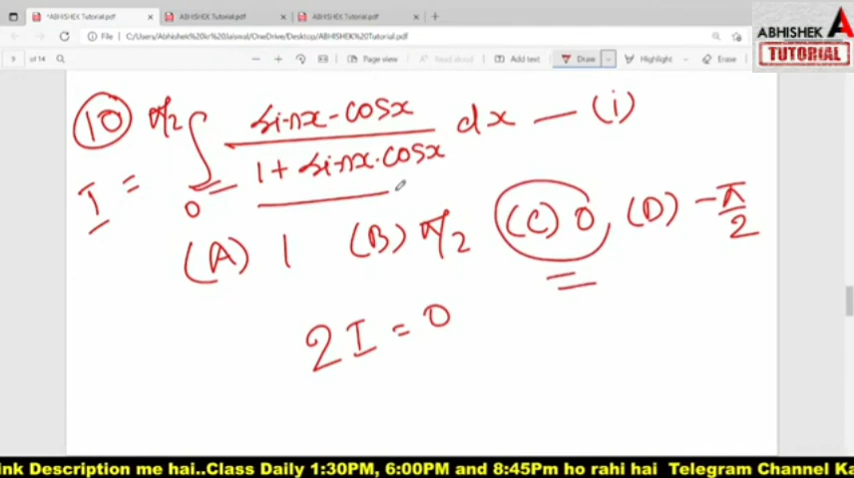 *ABHISHEK Tutorial.pdf
ABHISHEK Tutorial.pdf
ABHISHEK Tutorial.pdf
File
C:/Users/Abhishek%20kr%20Jaiswal/OneDrive/Desktop/ABHISHEK%20Tutorial.pdf
9 of 14
Page view
Read aloud
Add text
Draw
Highlight
Erase
ABHISHEK
TUTORIAL
(10) I = ∫₀^{π/2} (sinx - cosx)/(1 + sinx·cosx) dx — (i)
(A) 1 (B) π/2 (C) 0 (D) -π/2
2I = 0
ink Description me hai..Class Daily 1:30PM, 6:00PM and 8:45Pm ho rahi hai Telegram Channel Ka